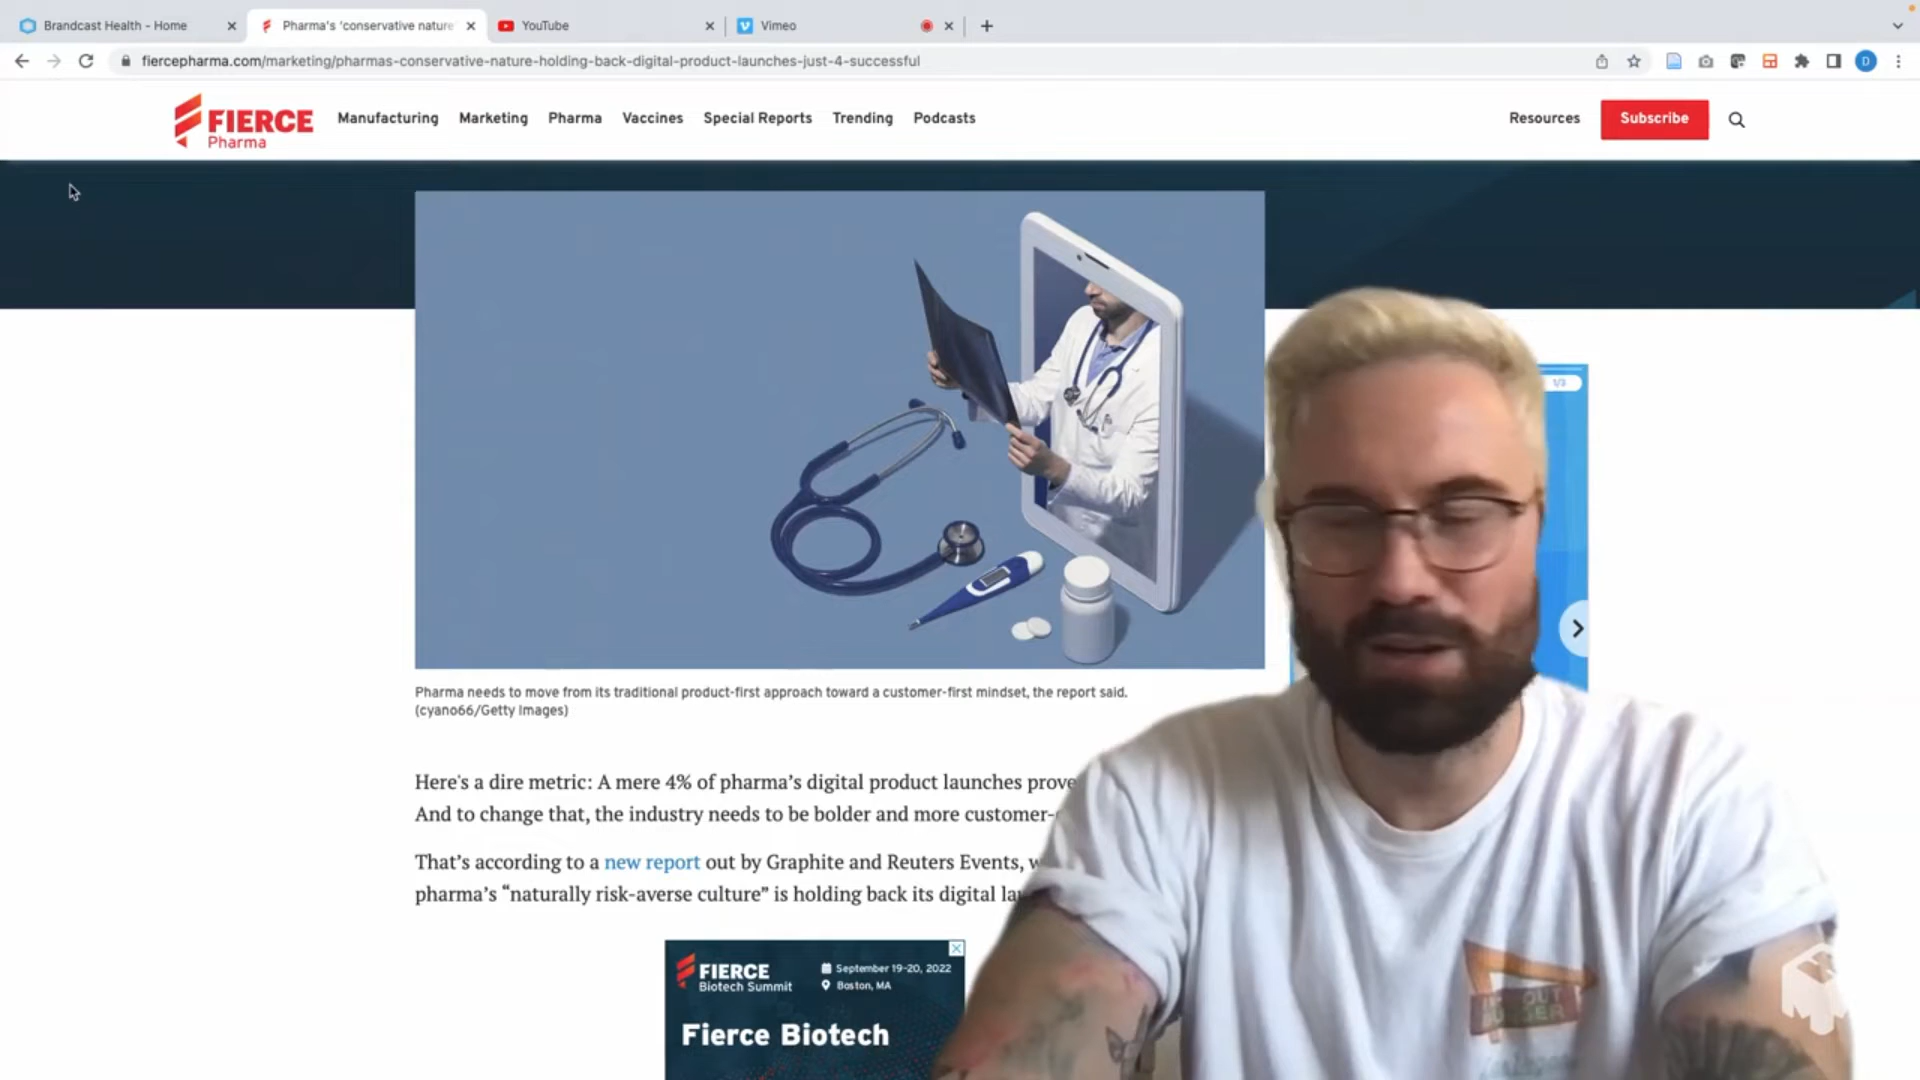 Brandcast Health - Home
Pharma's 'conservative nature'
YouTube
Vimeo
fiercepharma.com/marketing/pharmas-conservative-nature-holding-back-digital-product-launches-just-4-successful
D
FIERCE
Pharma
Manufacturing
Marketing
Pharma
Vaccines
Special Reports
Trending
Podcasts
Resources
Subscribe
1/3
Pharma needs to move from its traditional product-first approach toward a customer-first mindset, the report said.
(cyano66/Getty Images)
Here's a dire metric: A mere 4% of pharma's digital product launches prove
And to change that, the industry needs to be bolder and more customer-
That's according to a new report out by Graphite and Reuters Events, w
pharma's “naturally risk-averse culture” is holding back its digital la
FIERCE
Biotech Summit
September 19-20, 2022
Boston, MA
Fierce Biotech